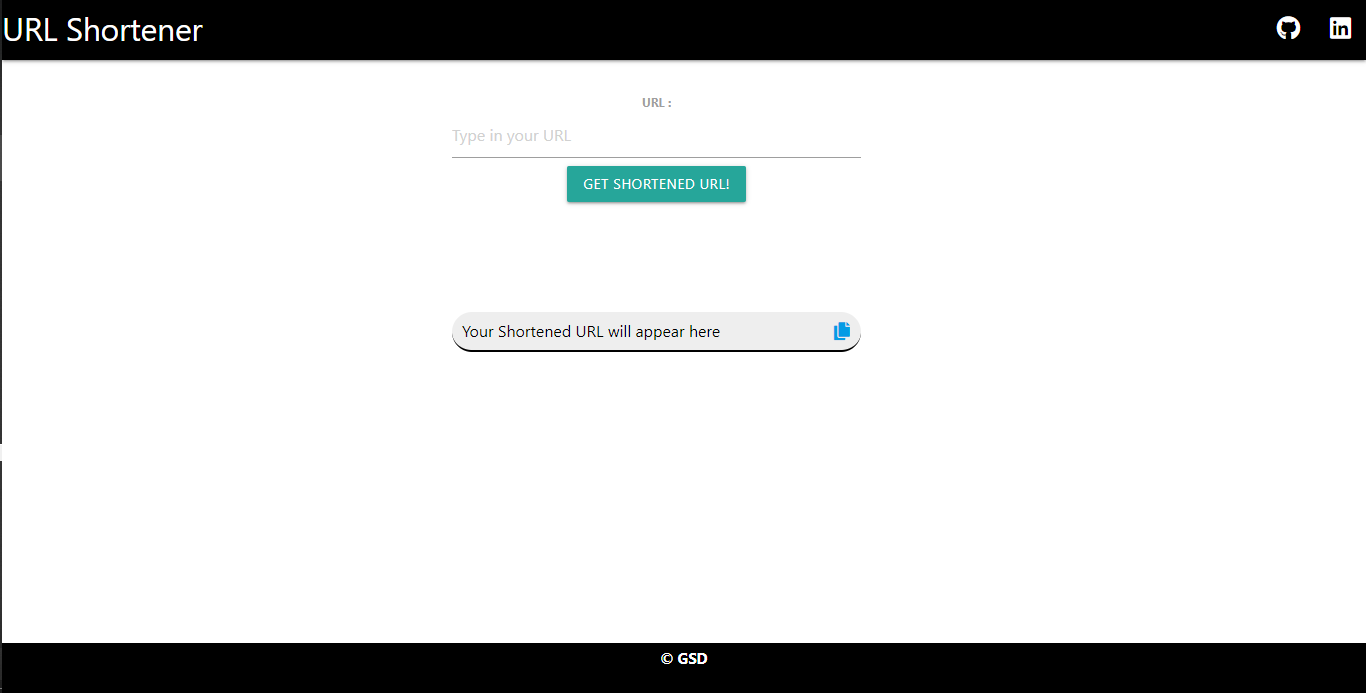 URL Shortener
URL :
Type in your URL
GET SHORTENED URL!
Your Shortened URL will appear here
© GSD